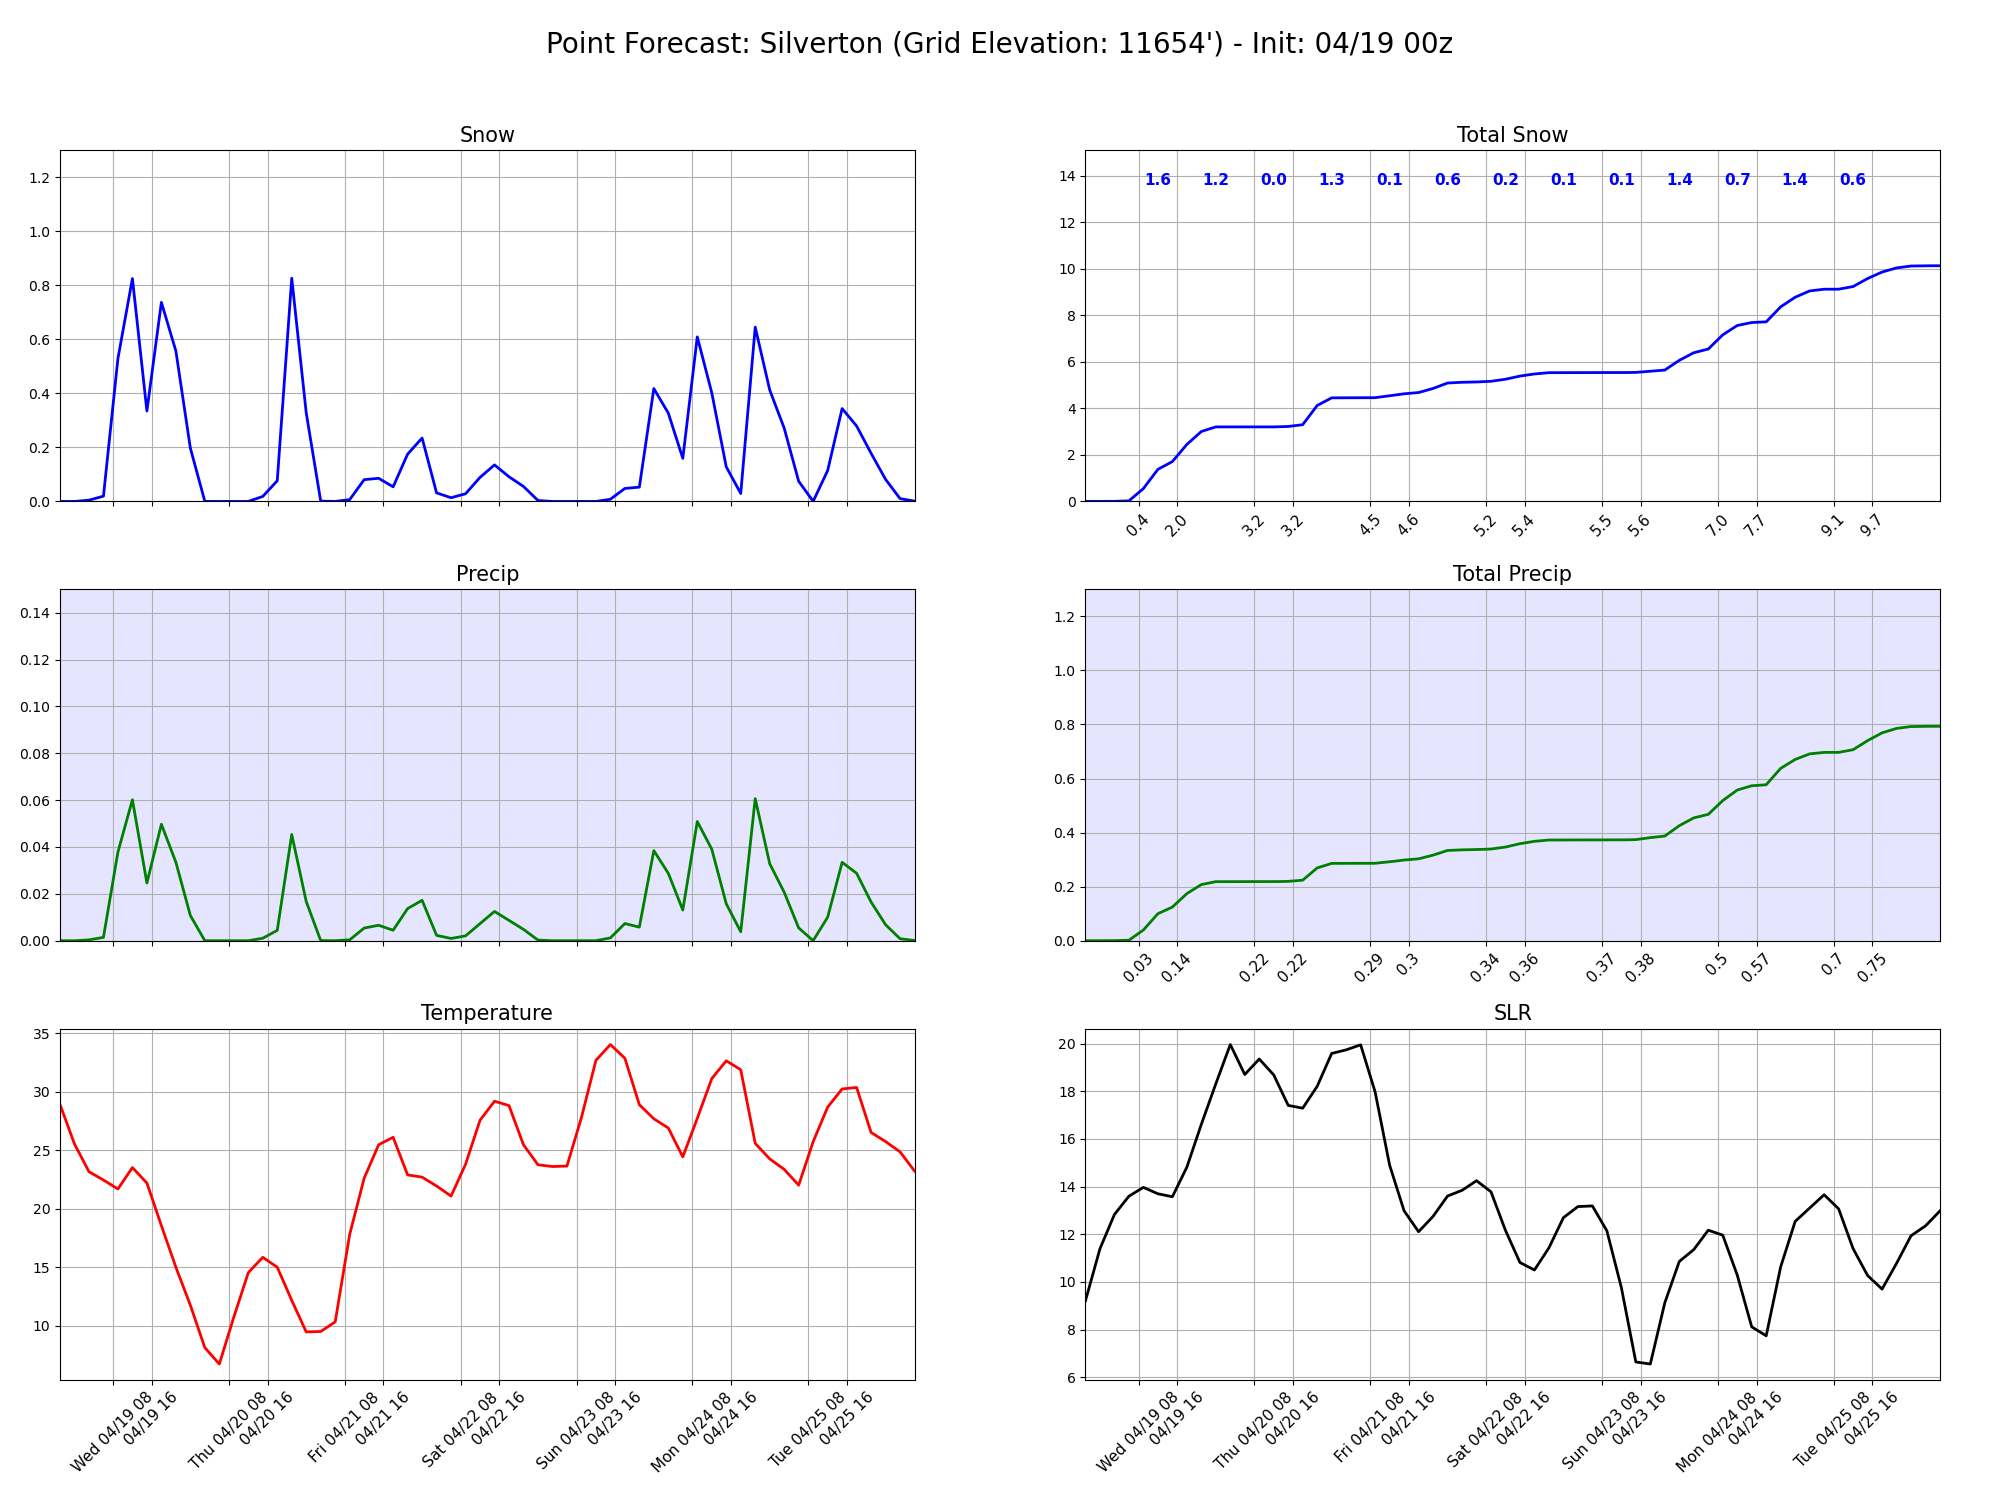 Point Forecast: Silverton (Grid Elevation: 11654') - Init: 04/19 00z
Snow
1.2
1.0
0.8
0.6
0.4
0.2
0.0
Total Snow
14
12
10
8
6
4
2
0
1.6 1.2 0.0 1.3 0.1 0.6 0.2 0.1 0.1 1.4 0.7 1.4 0.6
0.4 2.0 3.2 3.2 4.5 4.6 5.2 5.4 5.5 5.6 7.0 7.7 9.1 9.7
Precip
0.14
0.12
0.10
0.08
0.06
0.04
0.02
0.00
Total Precip
1.2
1.0
0.8
0.6
0.4
0.2
0.0
0.03 0.14 0.22 0.22 0.29 0.3 0.34 0.36 0.37 0.38 0.5 0.57 0.7 0.75
Temperature
35
30
25
20
15
10
Wed 04/19 08
04/19 16
Thu 04/20 08
04/20 16
Fri 04/21 08
04/21 16
Sat 04/22 08
04/22 16
Sun 04/23 08
04/23 16
Mon 04/24 08
04/24 16
Tue 04/25 08
04/25 16
SLR
20
18
16
14
12
10
8
6
Wed 04/19 08
04/19 16
Thu 04/20 08
04/20 16
Fri 04/21 08
04/21 16
Sat 04/22 08
04/22 16
Sun 04/23 08
04/23 16
Mon 04/24 08
04/24 16
Tue 04/25 08
04/25 16